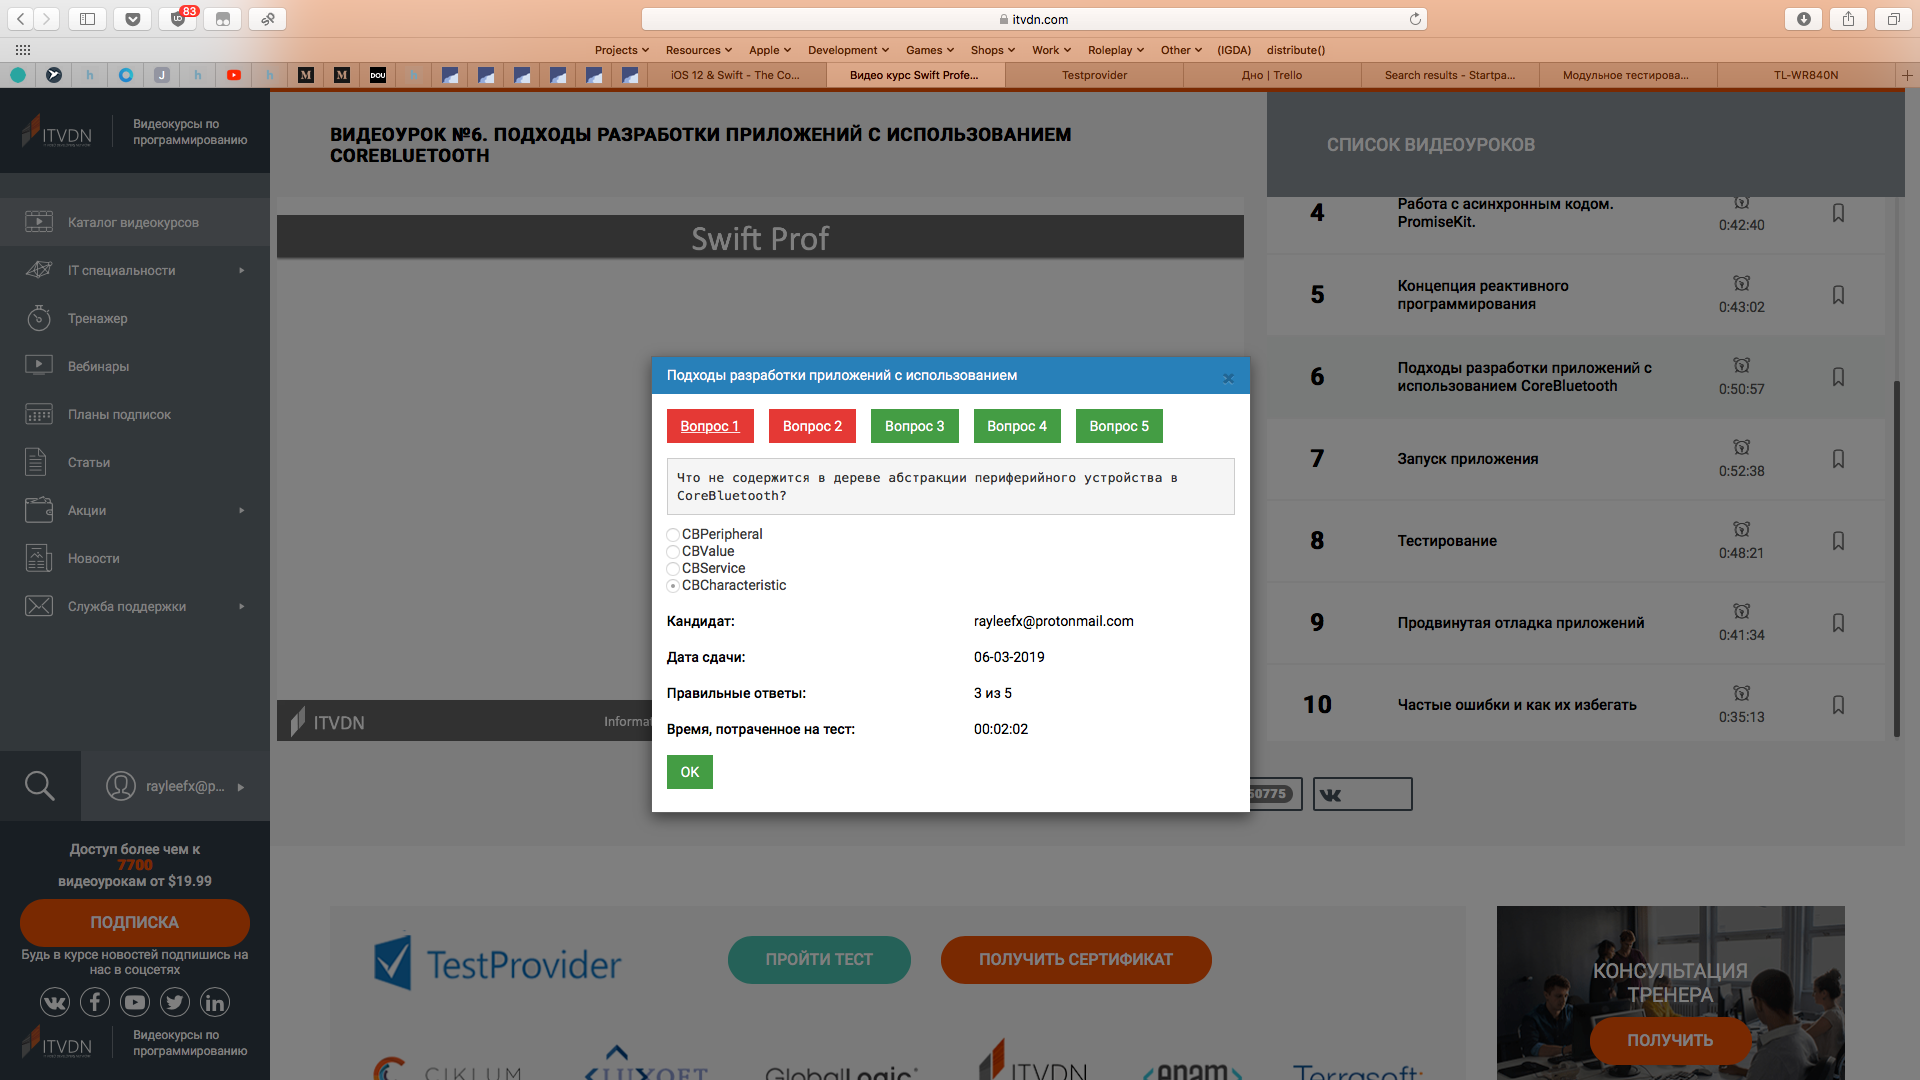 83
itvdn.com
Projects
Resources
Apple
Development
Games
Shops
Work
Roleplay
Other
(IGDA)
distribute()
h
J
h
h
M
M
DOU
h
iOS 12 & Swift - The Co...
Видео курс Swift Profe...
Testprovider
Дно | Trello
Search results - Startpa...
Модульное тестирова...
TL-WR840N
ITVDN
Видеокурсы по
программированию
Каталог видеокурсов
IT специальности
Тренажер
Вебинары
Планы подписок
Статьи
Акции
Новости
Служба поддержки
rayleefx@p...
Доступ более чем к
7700
видеоурокам от $19.99
ПОДПИСКА
Будь в курсе новостей подпишись на
нас в соцсетях
ITVDN
Видеокурсы по
программированию
ВИДЕОУРОК №6. ПОДХОДЫ РАЗРАБОТКИ ПРИЛОЖЕНИЙ С ИСПОЛЬЗОВАНИЕМ
COREBLUETOOTH
Swift Prof
ITVDN
Informat
Подходы разработки приложений с использованием
×
Вопрос 1
Вопрос 2
Вопрос 3
Вопрос 4
Вопрос 5
Что не содержится в дереве абстракции периферийного устройства в
CoreBluetooth?
CBPeripheral
CBValue
CBService
CBCharacteristic
Кандидат:
rayleefx@protonmail.com
Дата сдачи:
06-03-2019
Правильные ответы:
3 из 5
Время, потраченное на тест:
00:02:02
OK
СПИСОК ВИДЕОУРОКОВ
4
Работа с асинхронным кодом.
PromiseKit.
0:42:40
5
Концепция реактивного
программирования
0:43:02
6
Подходы разработки приложений с
использованием CoreBluetooth
0:50:57
7
Запуск приложения
0:52:38
8
Тестирование
0:48:21
9
Продвинутая отладка приложений
0:41:34
10
Частые ошибки и как их избегать
0:35:13
50775
TestProvider
ПРОЙТИ ТЕСТ
ПОЛУЧИТЬ СЕРТИФИКАТ
CIKLUM
LUXOFT
GlobalLogic
ITVDN
<epam>
Terrasoft
КОНСУЛЬТАЦИЯ
ТРЕНЕРА
ПОЛУЧИТЬ